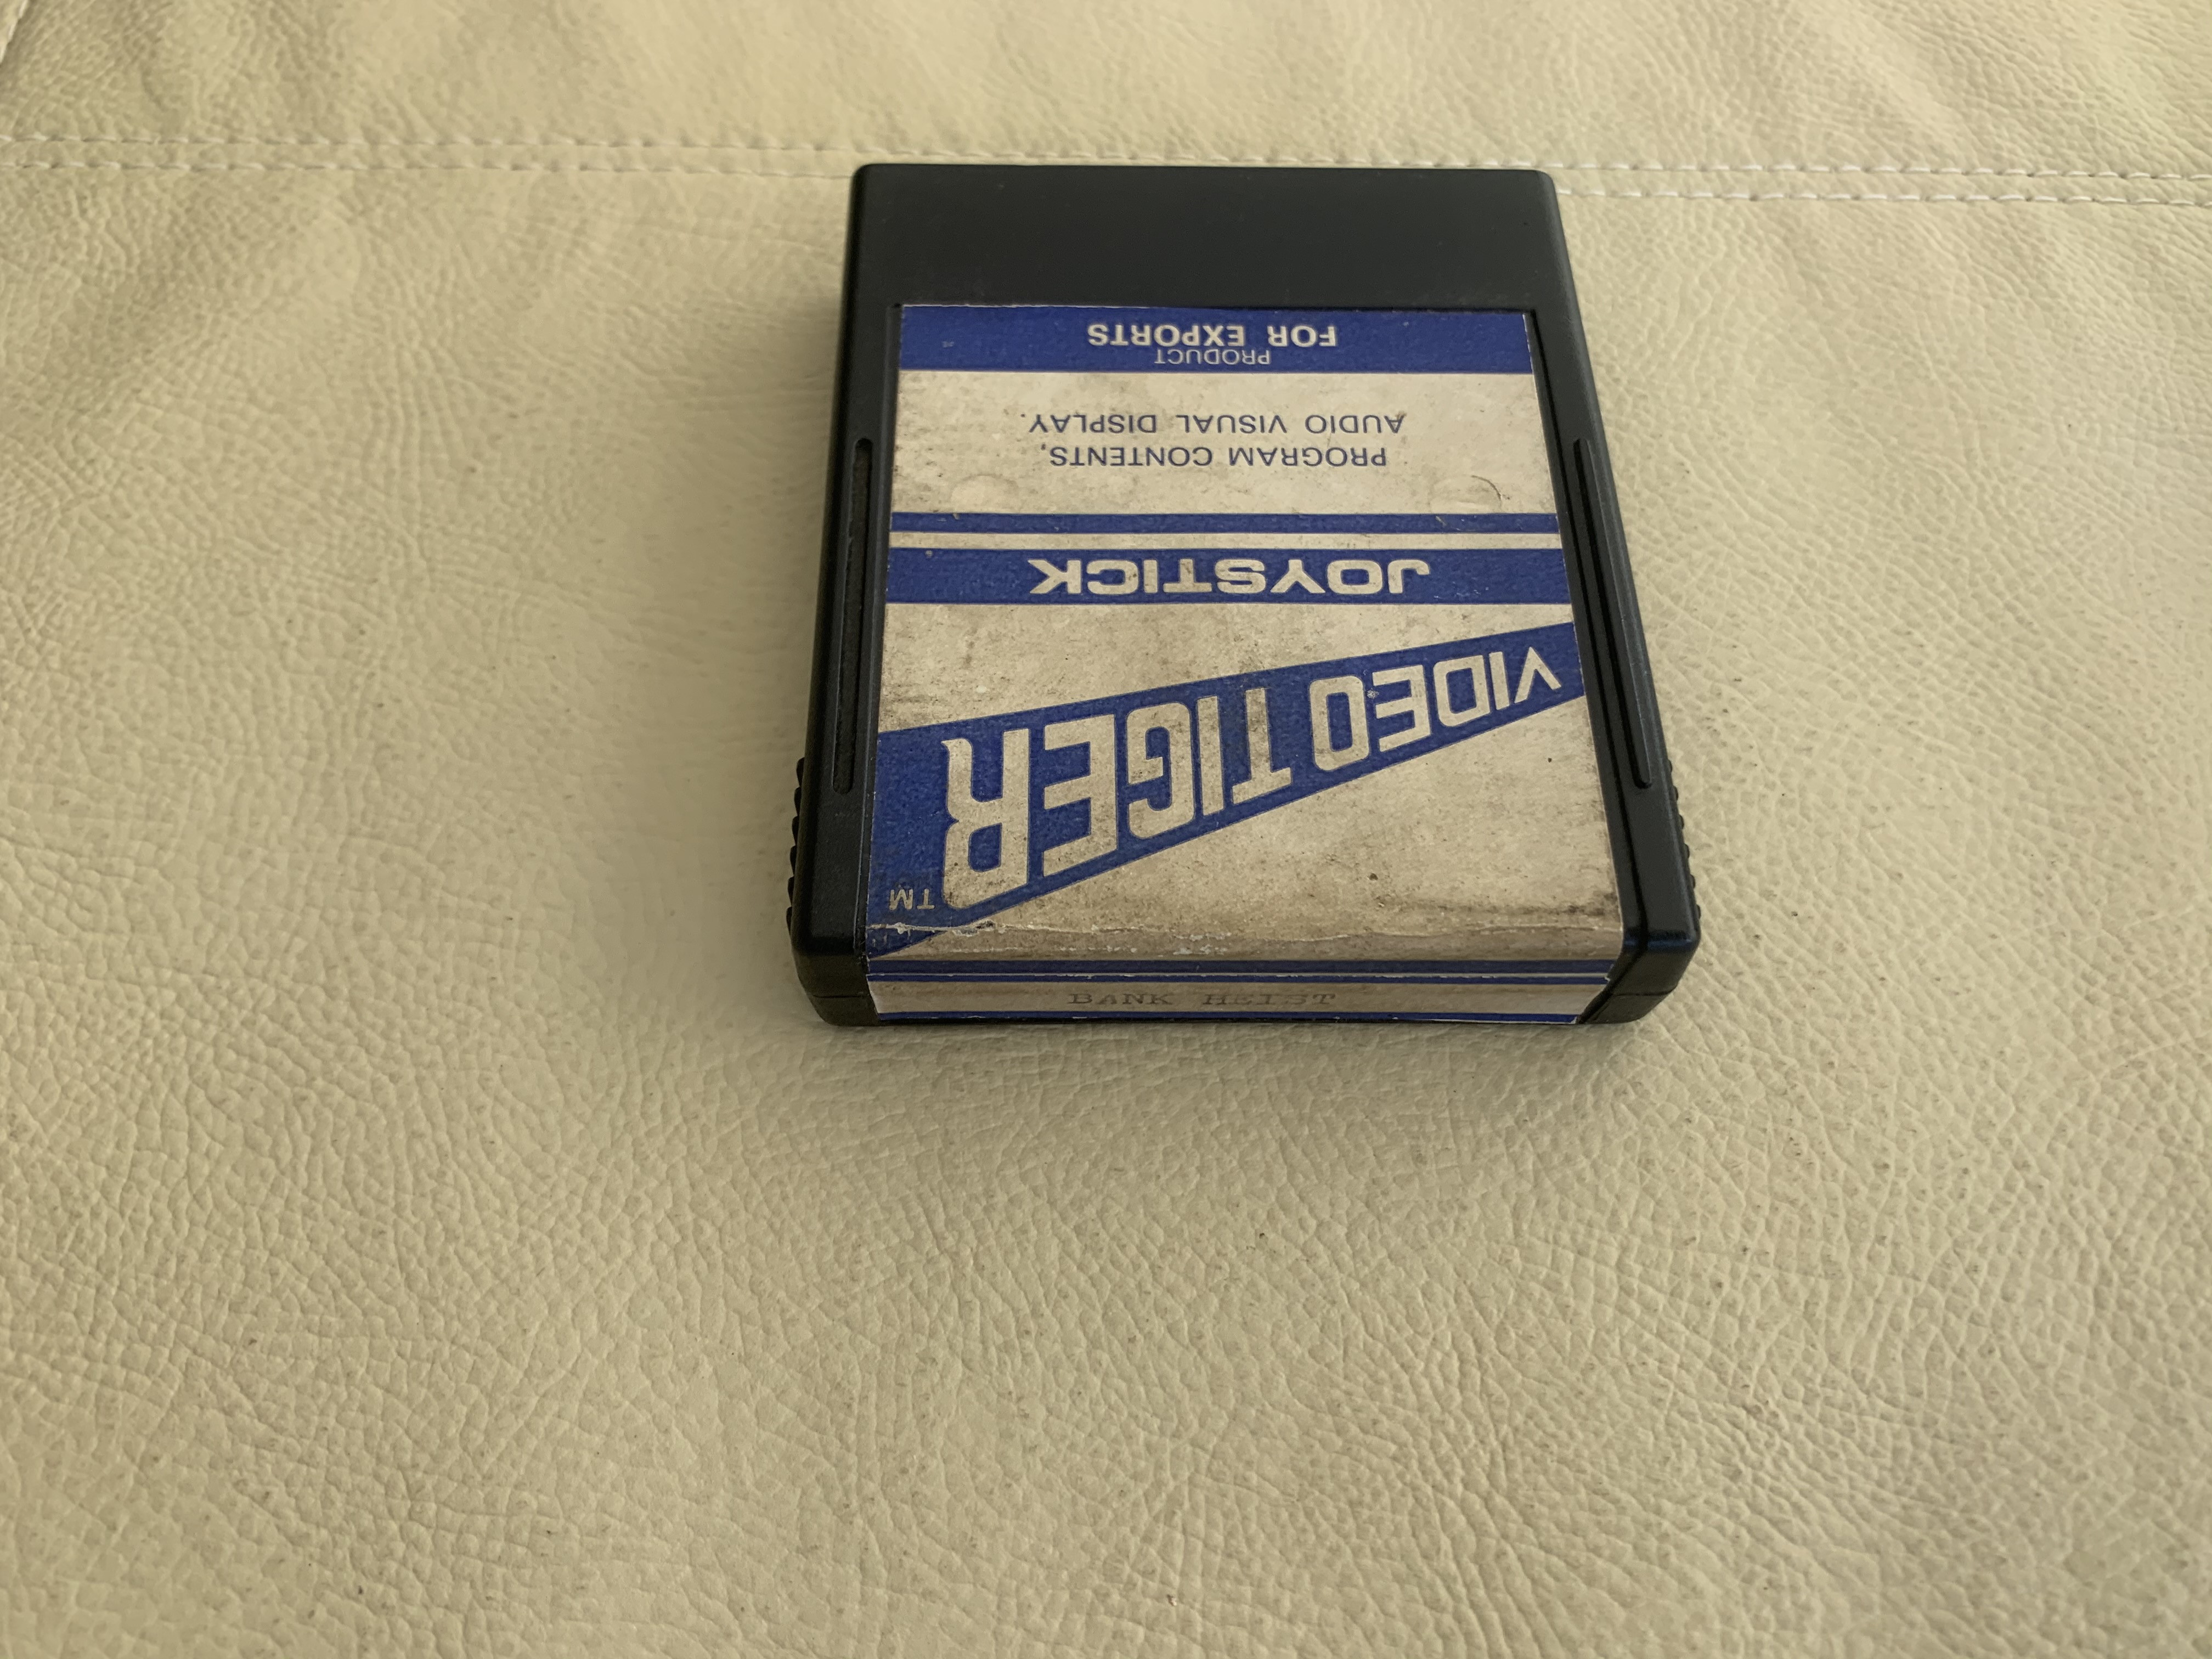 VIDEO TIGER TM
JOYSTICK
PROGRAM CONTENTS,
AUDIO VISUAL DISPLAY.
PRODUCT
FOR EXPORTS
BANK HEIST